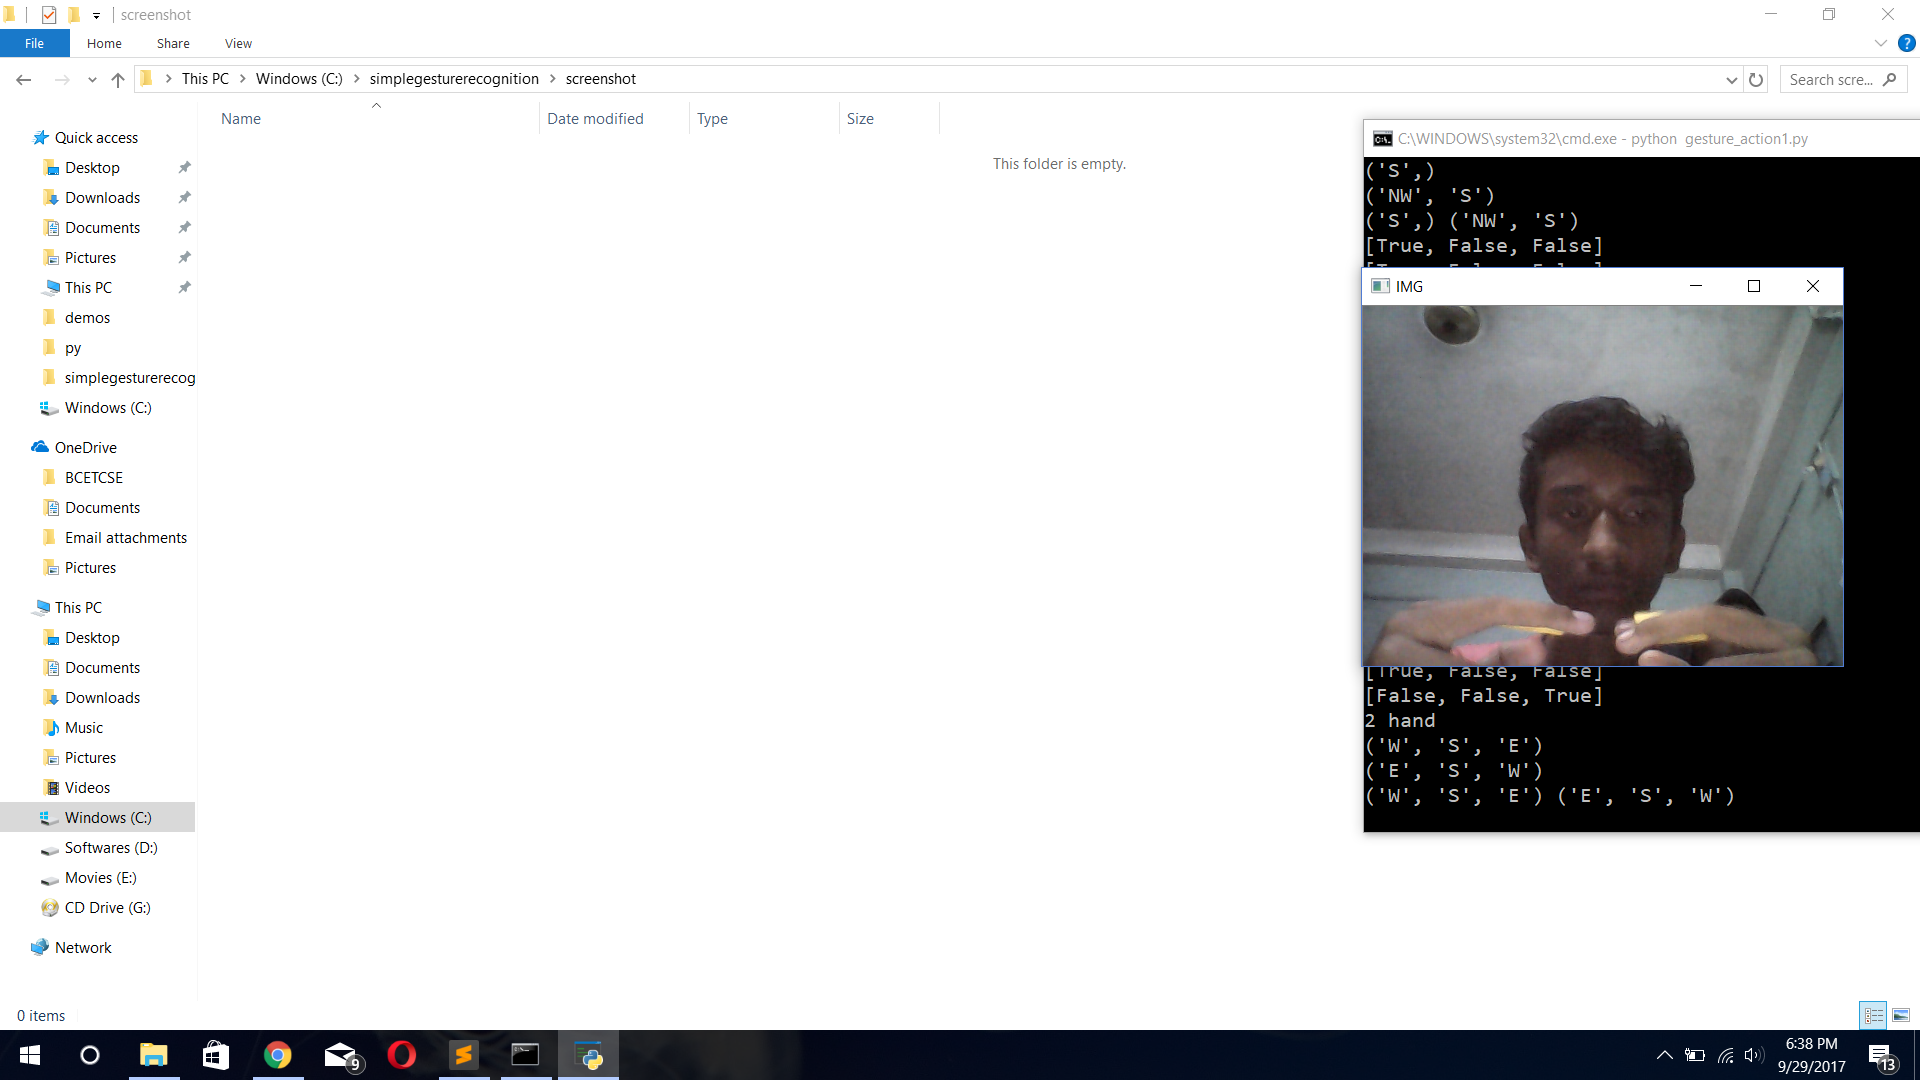 screenshot
File Home Share View
This PC Windows (C:) simplegesturerecognition screenshot
Search scre...
Quick access
Desktop
Downloads
Documents
Pictures
This PC
demos
py
simplegesturerecog
Windows (C:)
OneDrive
BCETCSE
Documents
Email attachments
Pictures
This PC
Desktop
Documents
Downloads
Music
Pictures
Videos
Windows (C:)
Softwares (D:)
Movies (E:)
CD Drive (G:)
Network
Name Date modified Type Size
This folder is empty.
C:\WINDOWS\system32\cmd.exe - python gesture_action1.py
('S',)
('NW', 'S')
('S',) ('NW', 'S')
[True, False, False]
IMG
[True, False, False]
[False, False, True]
2 hand
('W', 'S', 'E')
('E', 'S', 'W')
('W', 'S', 'E') ('E', 'S', 'W')
0 items
9
6:38 PM
9/29/2017
13